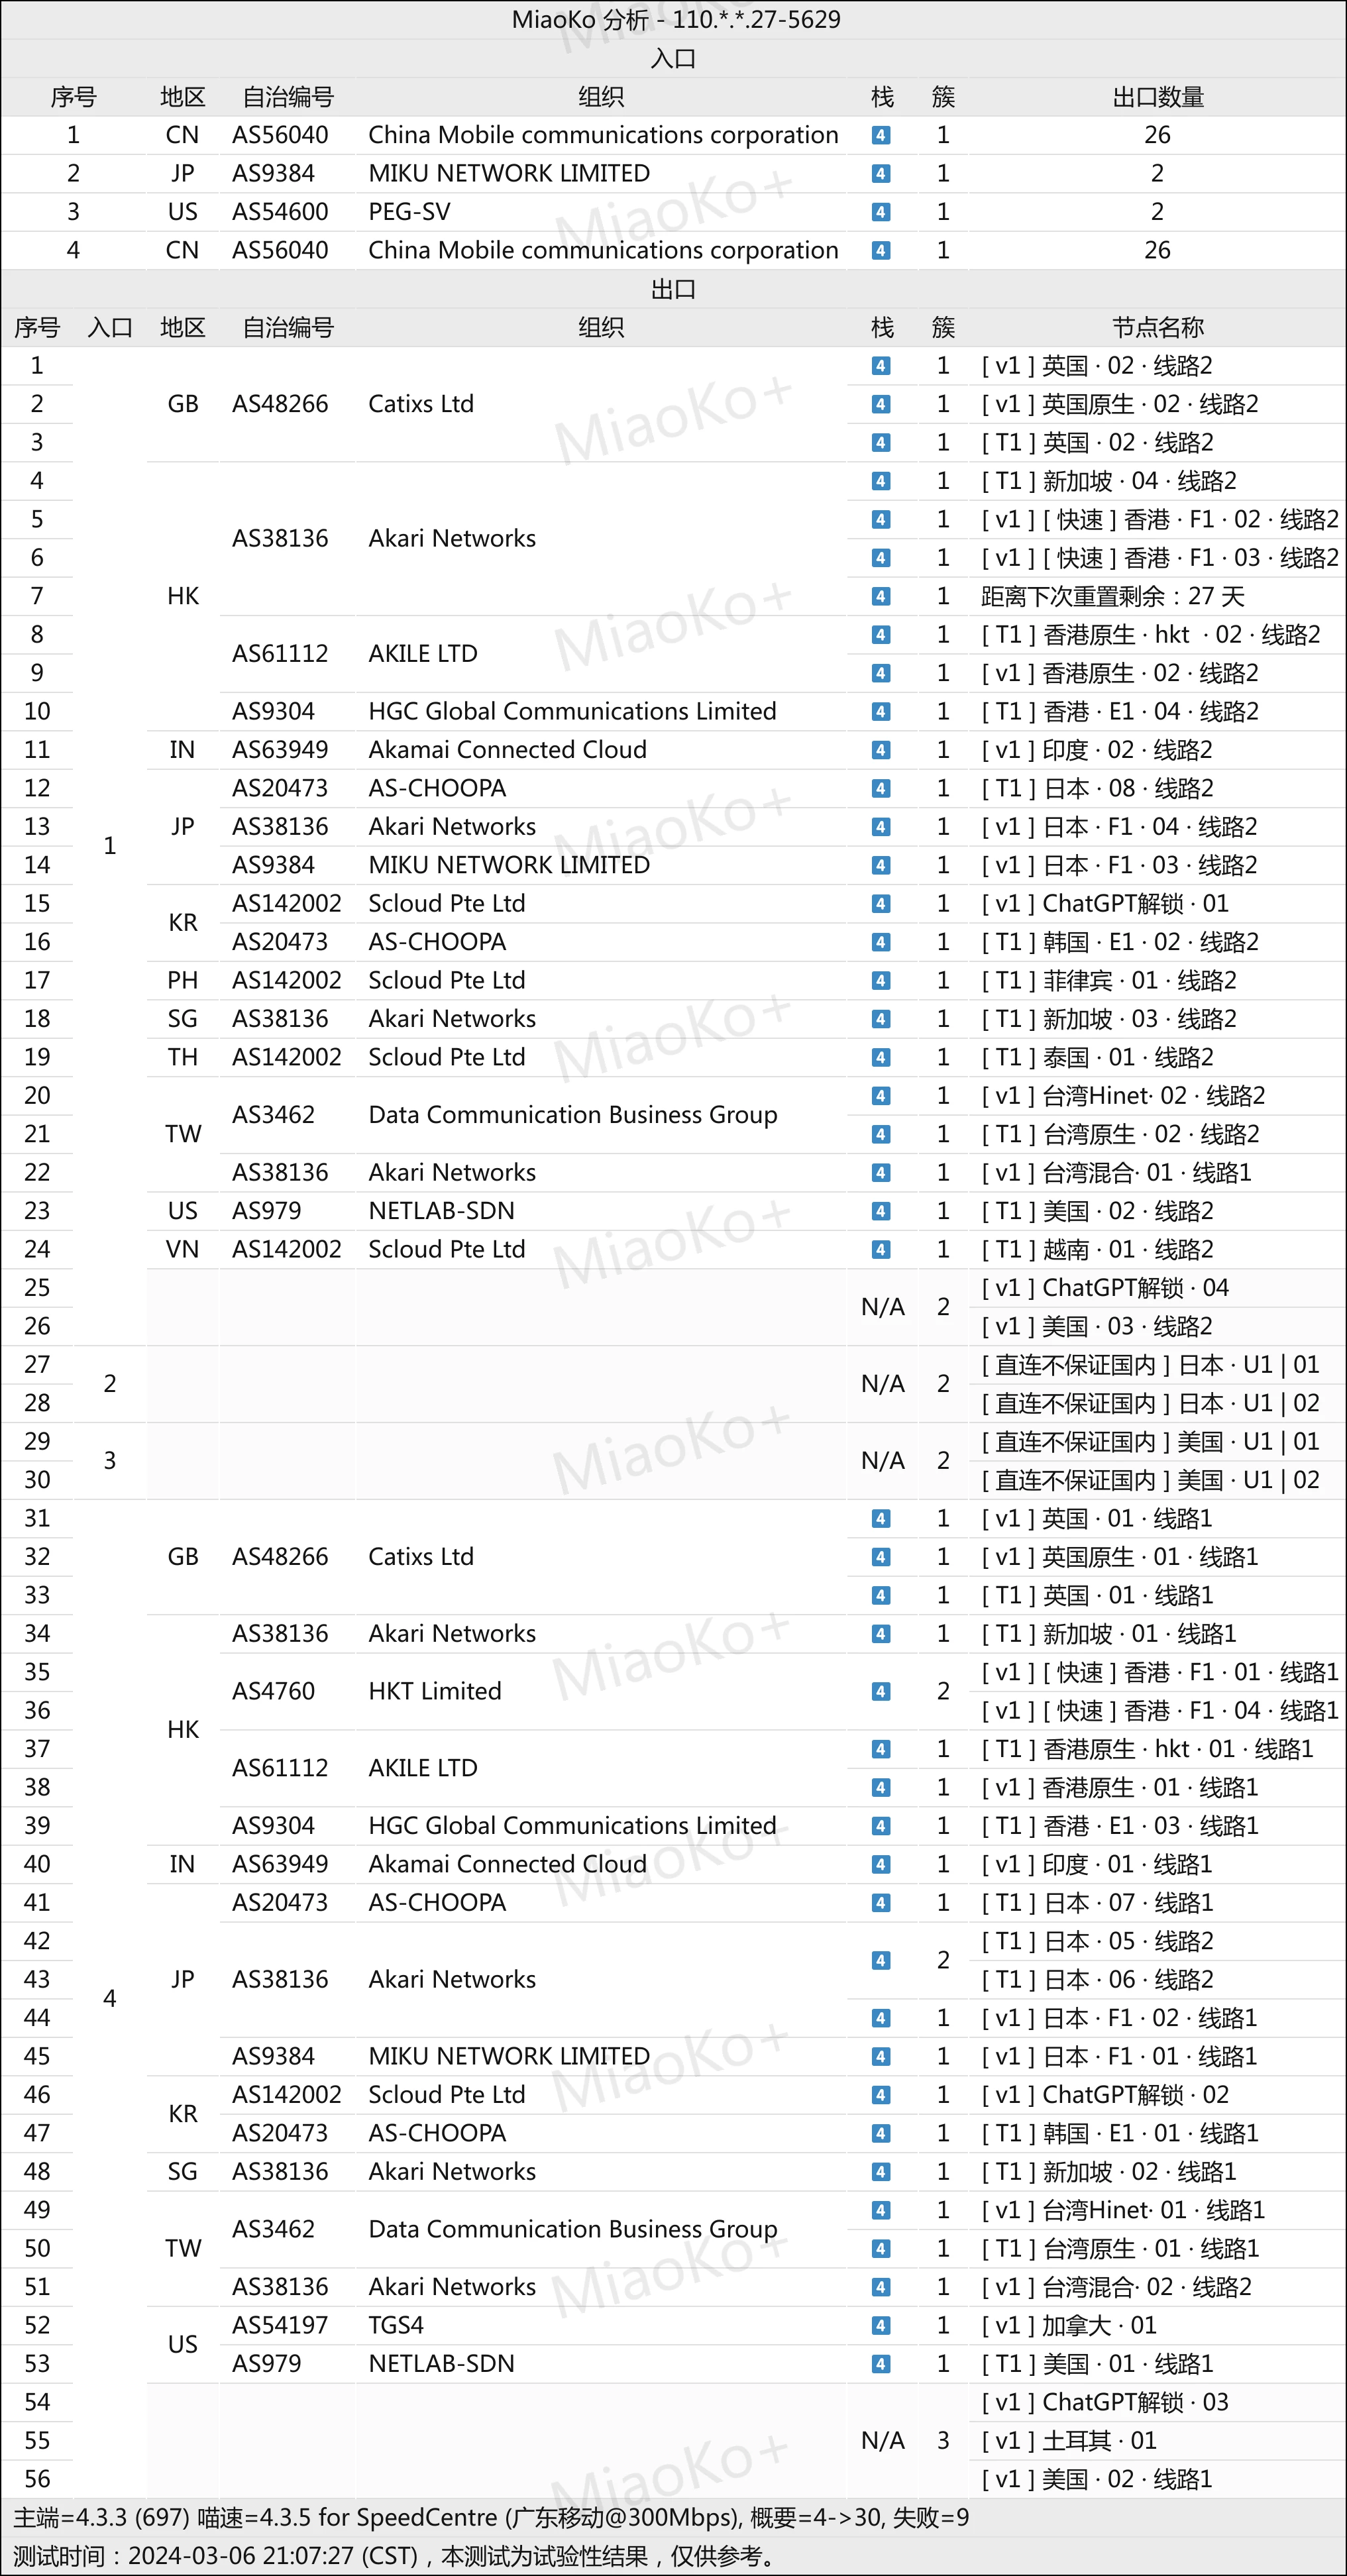 MiaoKo 分析 - 110.*.*.27-5629
入口
序号 地区 自治编号 组织 栈 簇 出口数量
1 CN AS56040 China Mobile communications corporation 4 1 26
2 JP AS9384 MIKU NETWORK LIMITED 4 1 2
3 US AS54600 PEG-SV 4 1 2
4 CN AS56040 China Mobile communications corporation 4 1 26
出口
序号 入口 地区 自治编号 组织 栈 簇 节点名称
1 4 1 [ v1 ] 英国 · 02 · 线路2
2 GB AS48266 Catixs Ltd 4 1 [ v1 ] 英国原生 · 02 · 线路2
3 4 1 [ T1 ] 英国 · 02 · 线路2
4 4 1 [ T1 ] 新加坡 · 04 · 线路2
5 AS38136 Akari Networks 4 1 [ v1 ] [ 快速 ] 香港 · F1 · 02 · 线路2
6 4 1 [ v1 ] [ 快速 ] 香港 · F1 · 03 · 线路2
7 HK 4 1 距离下次重置剩余：27 天
8 AS61112 AKILE LTD 4 1 [ T1 ] 香港原生 · hkt · 02 · 线路2
9 4 1 [ v1 ] 香港原生 · 02 · 线路2
10 AS9304 HGC Global Communications Limited 4 1 [ T1 ] 香港 · E1 · 04 · 线路2
11 IN AS63949 Akamai Connected Cloud 4 1 [ v1 ] 印度 · 02 · 线路2
12 AS20473 AS-CHOOPA 4 1 [ T1 ] 日本 · 08 · 线路2
13 1 JP AS38136 Akari Networks 4 1 [ v1 ] 日本 · F1 · 04 · 线路2
14 AS9384 MIKU NETWORK LIMITED 4 1 [ v1 ] 日本 · F1 · 03 · 线路2
15 KR AS142002 Scloud Pte Ltd 4 1 [ v1 ] ChatGPT解锁 · 01
16 AS20473 AS-CHOOPA 4 1 [ T1 ] 韩国 · E1 · 02 · 线路2
17 PH AS142002 Scloud Pte Ltd 4 1 [ T1 ] 菲律宾 · 01 · 线路2
18 SG AS38136 Akari Networks 4 1 [ T1 ] 新加坡 · 03 · 线路2
19 TH AS142002 Scloud Pte Ltd 4 1 [ T1 ] 泰国 · 01 · 线路2
20 AS3462 Data Communication Business Group 4 1 [ v1 ] 台湾Hinet· 02 · 线路2
21 TW 4 1 [ T1 ] 台湾原生 · 02 · 线路2
22 AS38136 Akari Networks 4 1 [ v1 ] 台湾混合· 01 · 线路1
23 US AS979 NETLAB-SDN 4 1 [ T1 ] 美国 · 02 · 线路2
24 VN AS142002 Scloud Pte Ltd 4 1 [ T1 ] 越南 · 01 · 线路2
25 N/A 2 [ v1 ] ChatGPT解锁 · 04
26 [ v1 ] 美国 · 03 · 线路2
27 2 N/A 2 [ 直连不保证国内 ] 日本 · U1 | 01
28 [ 直连不保证国内 ] 日本 · U1 | 02
29 3 N/A 2 [ 直连不保证国内 ] 美国 · U1 | 01
30 [ 直连不保证国内 ] 美国 · U1 | 02
31 4 1 [ v1 ] 英国 · 01 · 线路1
32 GB AS48266 Catixs Ltd 4 1 [ v1 ] 英国原生 · 01 · 线路1
33 4 1 [ T1 ] 英国 · 01 · 线路1
34 AS38136 Akari Networks 4 1 [ T1 ] 新加坡 · 01 · 线路1
35 AS4760 HKT Limited 4 2 [ v1 ] [ 快速 ] 香港 · F1 · 01 · 线路1
36 HK [ v1 ] [ 快速 ] 香港 · F1 · 04 · 线路1
37 AS61112 AKILE LTD 4 1 [ T1 ] 香港原生 · hkt · 01 · 线路1
38 4 1 [ v1 ] 香港原生 · 01 · 线路1
39 AS9304 HGC Global Communications Limited 4 1 [ T1 ] 香港 · E1 · 03 · 线路1
40 IN AS63949 Akamai Connected Cloud 4 1 [ v1 ] 印度 · 01 · 线路1
41 AS20473 AS-CHOOPA 4 1 [ T1 ] 日本 · 07 · 线路1
42 4 2 [ T1 ] 日本 · 05 · 线路2
43 4 JP AS38136 Akari Networks [ T1 ] 日本 · 06 · 线路2
44 4 1 [ v1 ] 日本 · F1 · 02 · 线路1
45 AS9384 MIKU NETWORK LIMITED 4 1 [ v1 ] 日本 · F1 · 01 · 线路1
46 KR AS142002 Scloud Pte Ltd 4 1 [ v1 ] ChatGPT解锁 · 02
47 AS20473 AS-CHOOPA 4 1 [ T1 ] 韩国 · E1 · 01 · 线路1
48 SG AS38136 Akari Networks 4 1 [ T1 ] 新加坡 · 02 · 线路1
49 AS3462 Data Communication Business Group 4 1 [ v1 ] 台湾Hinet· 01 · 线路1
50 TW 4 1 [ T1 ] 台湾原生 · 01 · 线路1
51 AS38136 Akari Networks 4 1 [ v1 ] 台湾混合· 02 · 线路2
52 US AS54197 TGS4 4 1 [ v1 ] 加拿大 · 01
53 AS979 NETLAB-SDN 4 1 [ T1 ] 美国 · 01 · 线路1
54 [ v1 ] ChatGPT解锁 · 03
55 N/A 3 [ v1 ] 土耳其 · 01
56 [ v1 ] 美国 · 02 · 线路1
主端=4.3.3 (697) 喵速=4.3.5 for SpeedCentre (广东移动@300Mbps), 概要=4->30, 失败=9
测试时间：2024-03-06 21:07:27 (CST)，本测试为试验性结果，仅供参考。